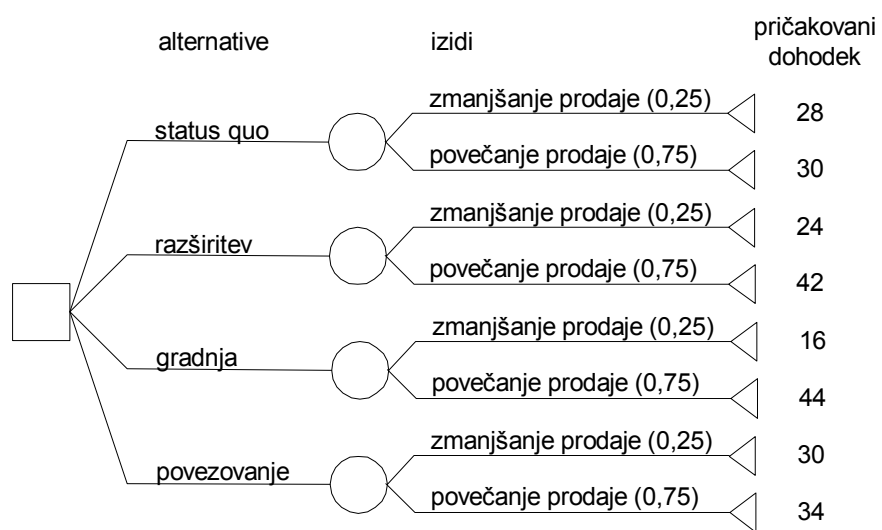 alternative
izidi
pričakovani
dohodek
zmanjšanje prodaje (0,25)
28
status quo
povečanje prodaje (0,75)
30
zmanjšanje prodaje (0,25)
24
razširitev
povečanje prodaje (0,75)
42
zmanjšanje prodaje (0,25)
16
gradnja
povečanje prodaje (0,75)
44
zmanjšanje prodaje (0,25)
30
povezovanje
povečanje prodaje (0,75)
34